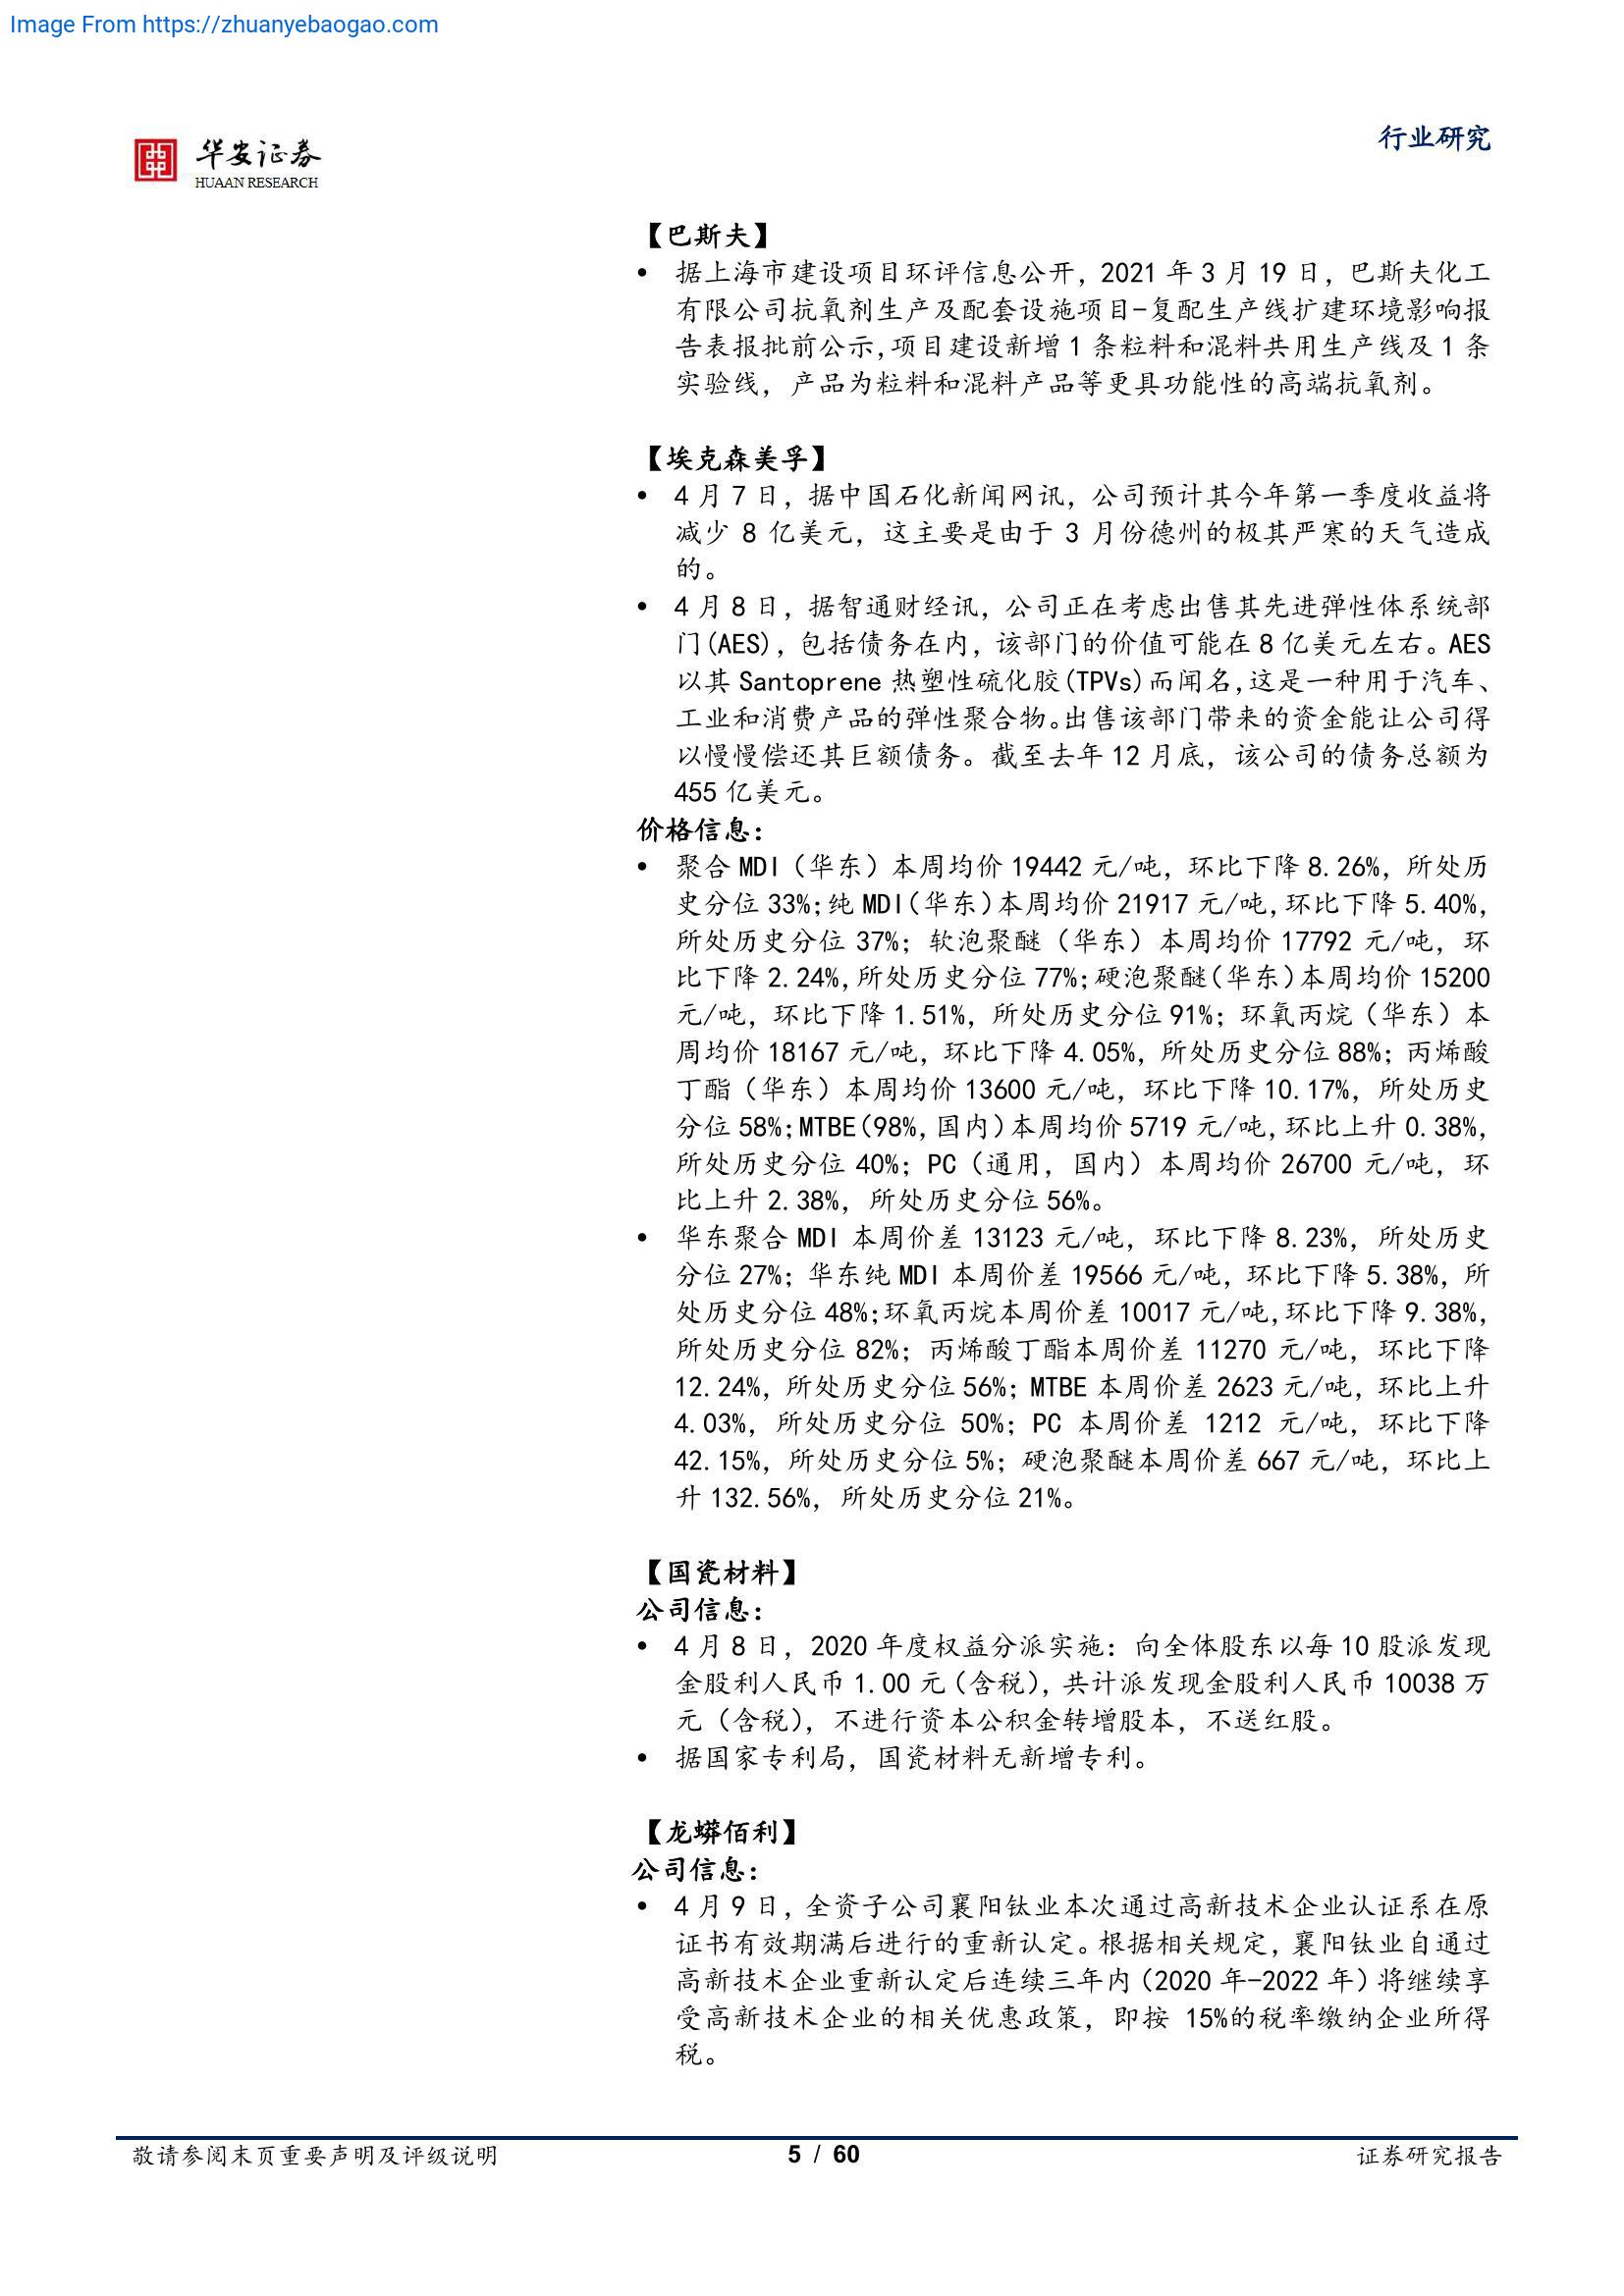 Image From https://zhuanyebaogao.com
华安证券
HUAAN RESEARCH
行业研究
【巴斯夫】
• 据上海市建设项目环评信息公开，2021 年 3 月 19 日，巴斯夫化工
有限公司抗氧剂生产及配套设施项目-复配生产线扩建环境影响报
告表报批前公示,项目建设新增 1 条粒料和混料共用生产线及 1 条
实验线，产品为粒料和混料产品等更具功能性的高端抗氧剂。
【埃克森美孚】
• 4 月 7 日，据中国石化新闻网讯，公司预计其今年第一季度收益将
减少 8 亿美元，这主要是由于 3 月份德州的极其严寒的天气造成
的。
• 4 月 8 日，据智通财经讯，公司正在考虑出售其先进弹性体系统部
门(AES)，包括债务在内，该部门的价值可能在 8 亿美元左右。AES
以其 Santoprene 热塑性硫化胶(TPVs)而闻名,这是一种用于汽车、
工业和消费产品的弹性聚合物。出售该部门带来的资金能让公司得
以慢慢偿还其巨额债务。截至去年 12 月底，该公司的债务总额为
455 亿美元。
价格信息：
• 聚合 MDI（华东）本周均价 19442 元/吨，环比下降 8.26%，所处历
史分位 33%；纯 MDI（华东）本周均价 21917 元/吨，环比下降 5.40%，
所处历史分位 37%；软泡聚醚（华东）本周均价 17792 元/吨，环
比下降 2.24%，所处历史分位 77%；硬泡聚醚（华东）本周均价 15200
元/吨，环比下降 1.51%，所处历史分位 91%；环氧丙烷（华东）本
周均价 18167 元/吨，环比下降 4.05%，所处历史分位 88%；丙烯酸
丁酯（华东）本周均价 13600 元/吨，环比下降 10.17%，所处历史
分位 58%；MTBE（98%，国内）本周均价 5719 元/吨，环比上升 0.38%，
所处历史分位 40%；PC（通用，国内）本周均价 26700 元/吨，环
比上升 2.38%，所处历史分位 56%。
• 华东聚合 MDI 本周价差 13123 元/吨，环比下降 8.23%，所处历史
分位 27%；华东纯 MDI 本周价差 19566 元/吨，环比下降 5.38%，所
处历史分位 48%；环氧丙烷本周价差 10017 元/吨，环比下降 9.38%，
所处历史分位 82%；丙烯酸丁酯本周价差 11270 元/吨，环比下降
12.24%，所处历史分位 56%；MTBE 本周价差 2623 元/吨，环比上升
4.03%，所处历史分位 50%；PC 本周价差 1212 元/吨，环比下降
42.15%，所处历史分位 5%；硬泡聚醚本周价差 667 元/吨，环比上
升 132.56%，所处历史分位 21%。
【国瓷材料】
公司信息：
• 4 月 8 日，2020 年度权益分派实施：向全体股东以每 10 股派发现
金股利人民币 1.00 元（含税），共计派发现金股利人民币 10038 万
元（含税），不进行资本公积金转增股本，不送红股。
• 据国家专利局，国瓷材料无新增专利。
【龙蟒佰利】
公司信息：
• 4 月 9 日，全资子公司襄阳钛业本次通过高新技术企业认证系在原
证书有效期满后进行的重新认定。根据相关规定，襄阳钛业自通过
高新技术企业重新认定后连续三年内（2020 年-2022 年）将继续享
受高新技术企业的相关优惠政策，即按 15%的税率缴纳企业所得
税。
敬请参阅末页重要声明及评级说明
5 / 60
证券研究报告